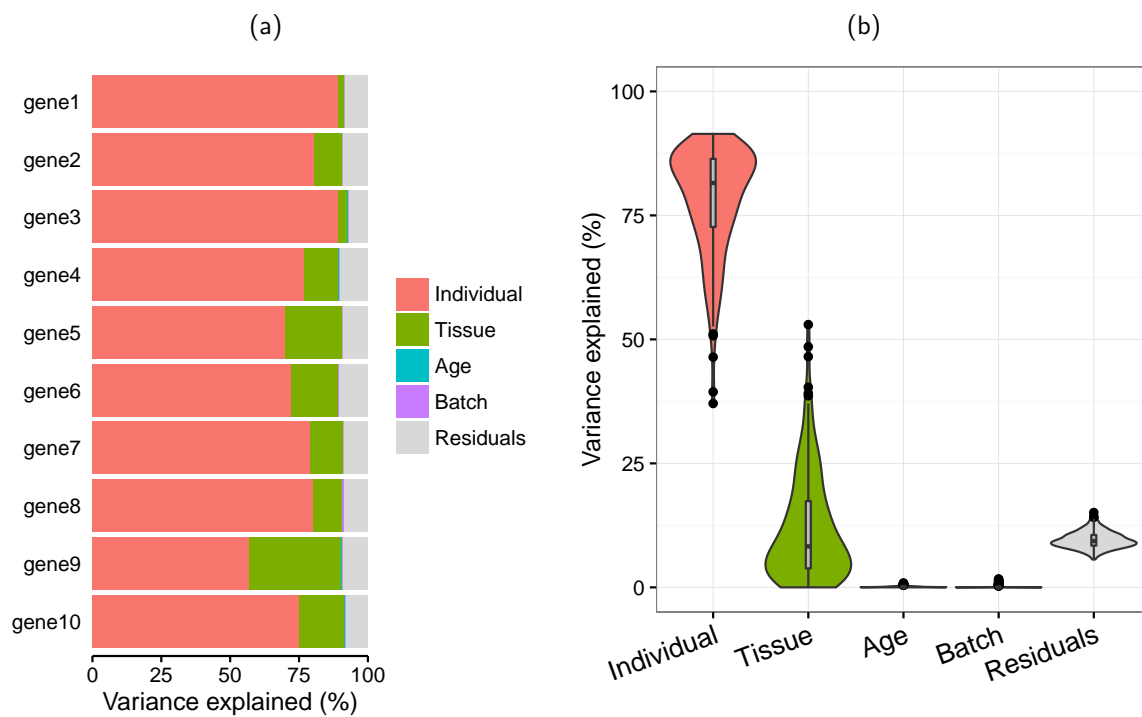 (a)
gene1
gene2
gene3
gene4
gene5
gene6
gene7
gene8
gene9
gene10
0 25 50 75 100
Variance explained (%)
Individual
Tissue
Age
Batch
Residuals
(b)
Variance explained (%)
100
75
50
25
0
Individual
Tissue
Age
Batch
Residuals